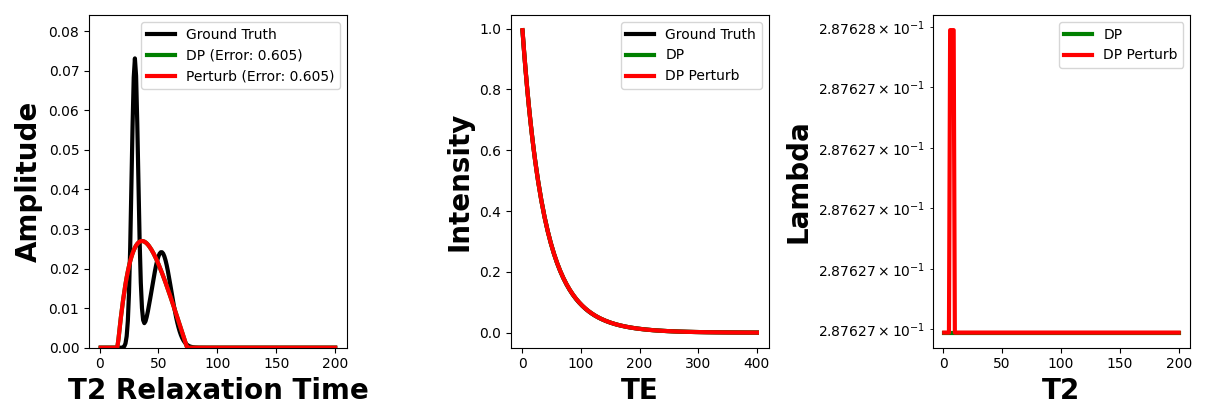 Amplitude
0.08
0.07
0.06
0.05
0.04
0.03
0.02
0.01
0.00
Ground Truth
DP (Error: 0.605)
Perturb (Error: 0.605)
0 50 100 150 200
T2 Relaxation Time
Intensity
1.0
0.8
0.6
0.4
0.2
0.0
Ground Truth
DP
DP Perturb
0 100 200 300 400
TE
Lambda
2.87628 × 10⁻¹
2.87627 × 10⁻¹
2.87627 × 10⁻¹
2.87627 × 10⁻¹
2.87627 × 10⁻¹
2.87627 × 10⁻¹
DP
DP Perturb
0 50 100 150 200
T2